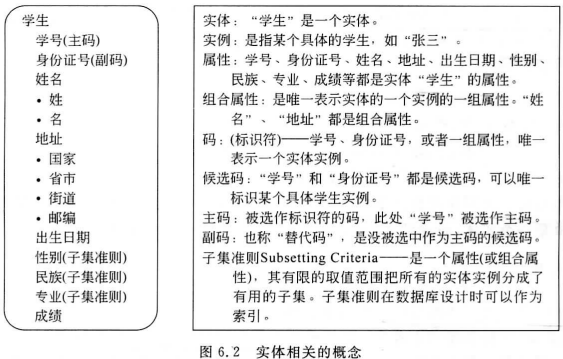 学生
学号(主码)
身份证号(副码)
姓名
• 姓
• 名
地址
• 国家
• 省市
• 街道
• 邮编
出生日期
性别(子集准则)
民族(子集准则)
专业(子集准则)
成绩
实体：“学生”是一个实体。
实例：是指某个具体的学生，如“张三”。
属性：学号、身份证号、姓名、地址、出生日期、性别、
民族、专业、成绩等都是实体“学生”的属性。
组合属性：是唯一表示实体的一个实例的一组属性。“姓
名”、“地址”都是组合属性。
码：(标识符)——学号、身份证号，或者一组属性，唯一
表示一个实体实例。
候选码：“学号”和“身份证号”都是候选码，可以唯一
标识某个具体学生实例。
主码：被选作标识符的码，此处“学号”被选作主码。
副码：也称“替代码”，是没被选中作为主码的候选码。
子集准则Subsetting Criteria——是一个属性(或组合属
性)，其有限的取值范围把所有的实体实例分成了
有用的子集。子集准则在数据库设计时可以作为
索引。
图 6.2 实体相关的概念